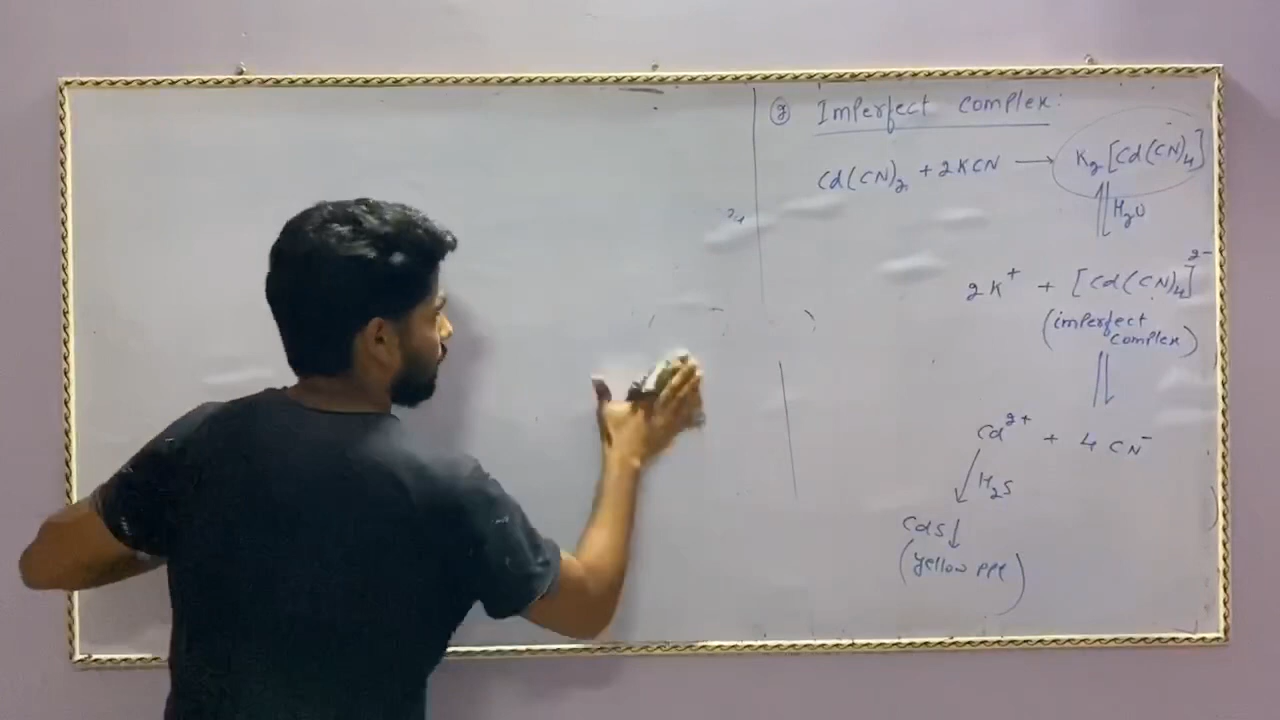 ③ Imperfect complex:
Cd(CN)₂ + 2KCN ⟶ K₂[Cd(CN)₄]
⇅ H₂O
2K⁺ + [Cd(CN)₄]²⁻
(imperfect
complex)
⇅
Cd²⁺ + 4CN⁻
↓ H₂S
CdS↓
(yellow ppt)